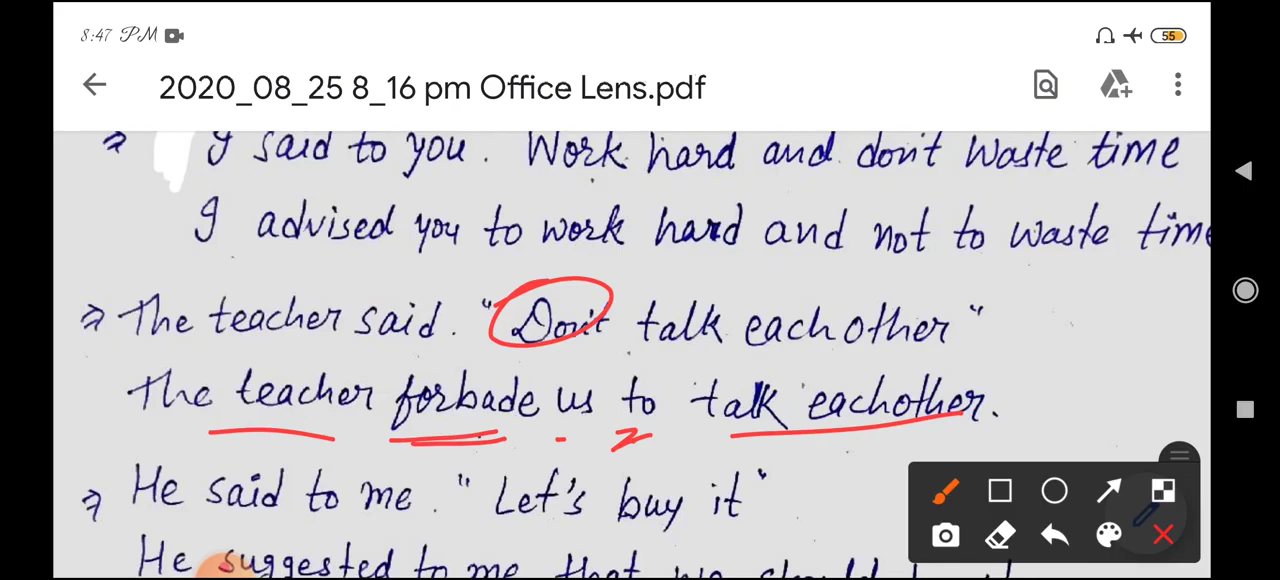 8:47 PM
55
2020_08_25 8_16 pm Office Lens.pdf
I said to you. Work hard and don't waste time
I advised you to work hard and not to waste time
The teacher said. "Don't talk eachother"
The teacher forbade us to talk eachother.
He said to me. "Let's buy it"
He suggested to me that we should